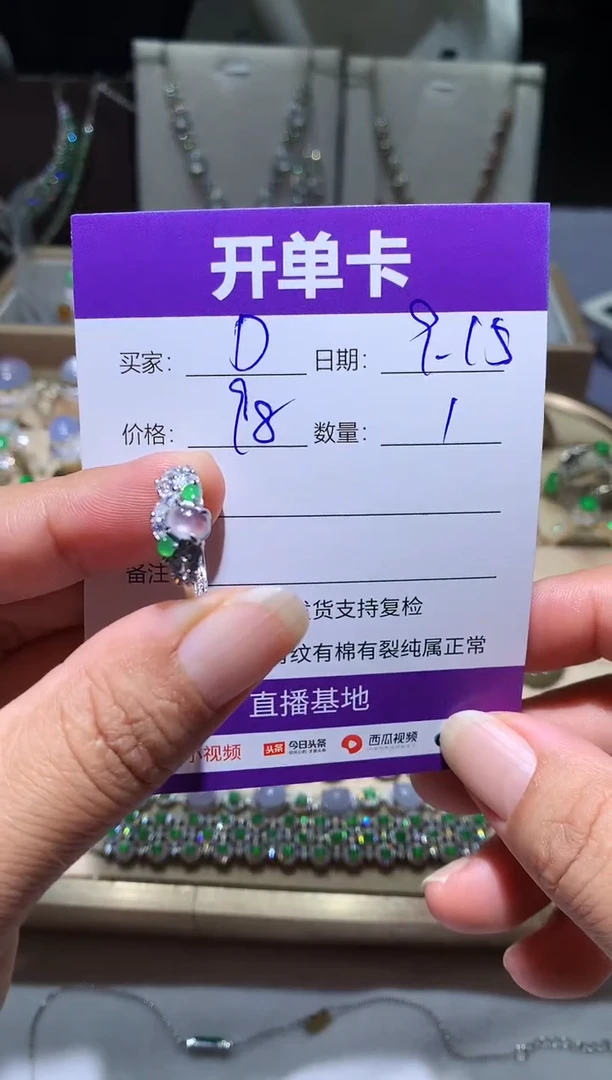 开单卡
买家： D 日期： 9-15
价格： 98 数量： 1
备注
货支持复检
纹有棉有裂纯属正常
直播基地
小视频 头条 今日头条 西瓜视频